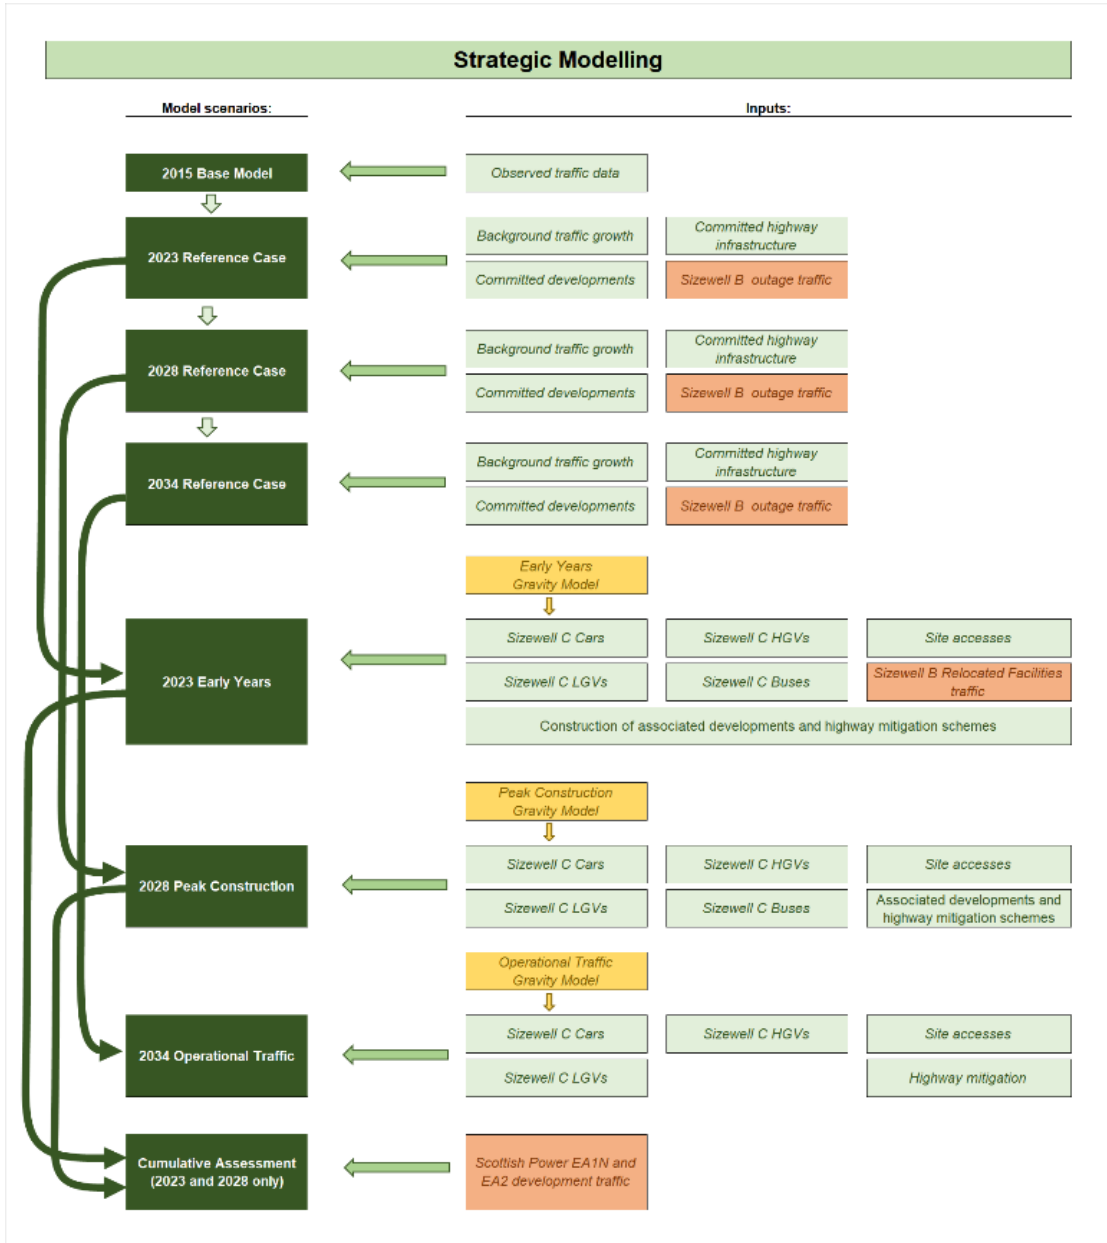 Strategic Modelling
Model scenarios:
Inputs:
2015 Base Model
Observed traffic data
2023 Reference Case
Background traffic growth
Committed highway
infrastructure
Committed developments
Sizewell B outage traffic
2028 Reference Case
Background traffic growth
Committed highway
infrastructure
Committed developments
Sizewell B outage traffic
2034 Reference Case
Background traffic growth
Committed highway
infrastructure
Committed developments
Sizewell B outage traffic
Early Years
Gravity Model
2023 Early Years
Sizewell C Cars
Sizewell C HGVs
Site accesses
Sizewell C LGVs
Sizewell C Buses
Sizewell B Relocated Facilities
traffic
Construction of associated developments and highway mitigation schemes
Peak Construction
Gravity Model
2028 Peak Construction
Sizewell C Cars
Sizewell C HGVs
Site accesses
Sizewell C LGVs
Sizewell C Buses
Associated developments and
highway mitigation schemes
Operational Traffic
Gravity Model
2034 Operational Traffic
Sizewell C Cars
Sizewell C HGVs
Site accesses
Sizewell C LGVs
Highway mitigation
Cumulative Assessment
(2023 and 2028 only)
Scottish Power EA1N and
EA2 development traffic